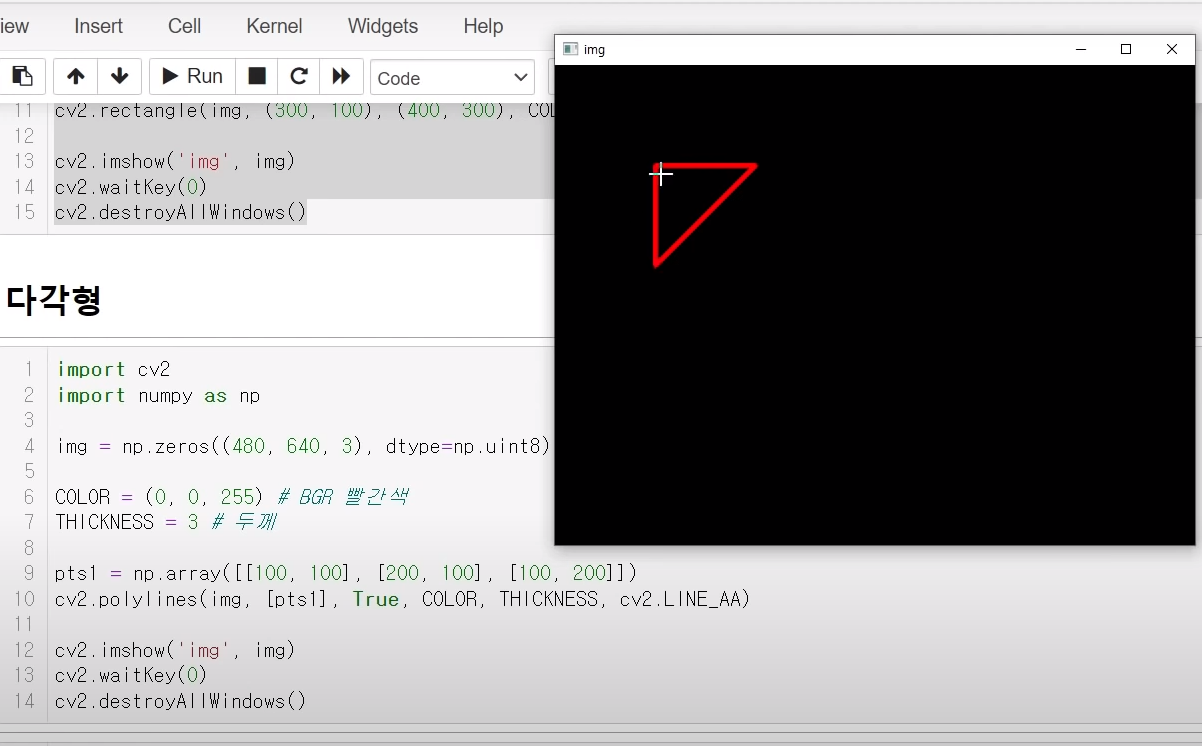 iew Insert Cell Kernel Widgets Help
Run Code
img
11 cv2.rectangle(img, (300, 100), (400, 300), COL
12
13 cv2.imshow('img', img)
14 cv2.waitKey(0)
15 cv2.destroyAllWindows()
다각형
1 import cv2
2 import numpy as np
3
4 img = np.zeros((480, 640, 3), dtype=np.uint8)
5
6 COLOR = (0, 0, 255) # BGR 빨간색
7 THICKNESS = 3 # 두께
8
9 pts1 = np.array([[100, 100], [200, 100], [100, 200]])
10 cv2.polylines(img, [pts1], True, COLOR, THICKNESS, cv2.LINE_AA)
11
12 cv2.imshow('img', img)
13 cv2.waitKey(0)
14 cv2.destroyAllWindows()